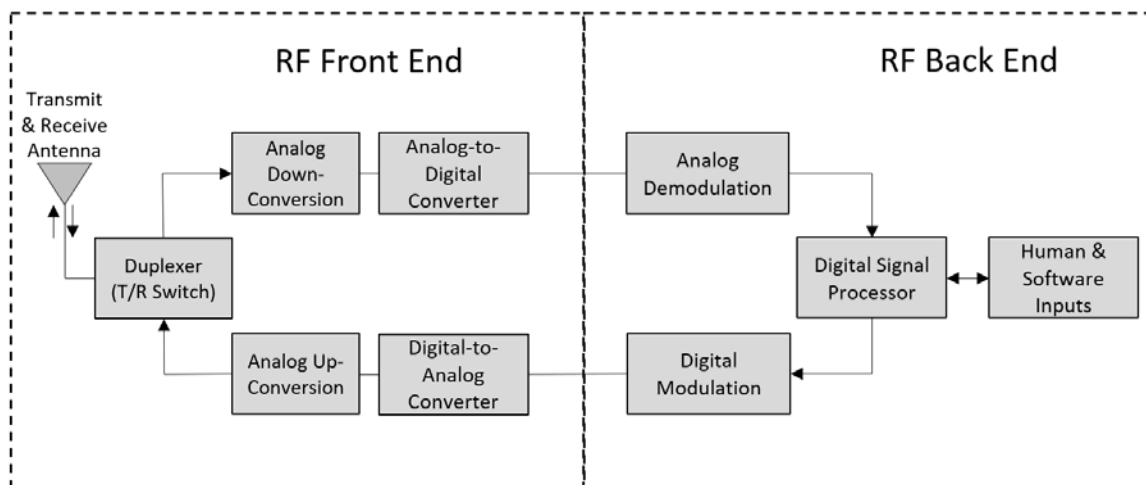 RF Front End
RF Back End
Transmit
& Receive
Antenna
Analog
Down-
Conversion
Analog-to-
Digital
Converter
Analog
Demodulation
Duplexer
(T/R Switch)
Digital Signal
Processor
Human &
Software
Inputs
Analog Up-
Conversion
Digital-to-
Analog
Converter
Digital
Modulation